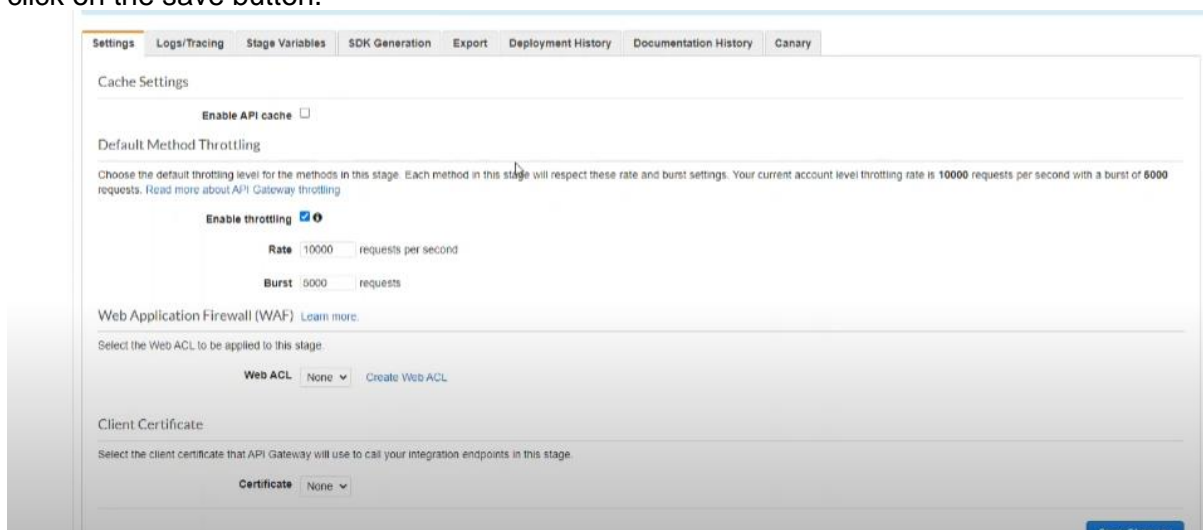 click on the save button.
Settings Logs/Tracing Stage Variables SDK Generation Export Deployment History Documentation History Canary
Cache Settings
Enable API cache
Default Method Throttling
Choose the default throttling level for the methods in this stage. Each method in this stage will respect these rate and burst settings. Your current account level throttling rate is 10000 requests per second with a burst of 5000
requests. Read more about API Gateway throttling
Enable throttling
Rate 10000 requests per second
Burst 5000 requests
Web Application Firewall (WAF) Learn more.
Select the Web ACL to be applied to this stage.
Web ACL None Create Web ACL
Client Certificate
Select the client certificate that API Gateway will use to call your integration endpoints in this stage.
Certificate None